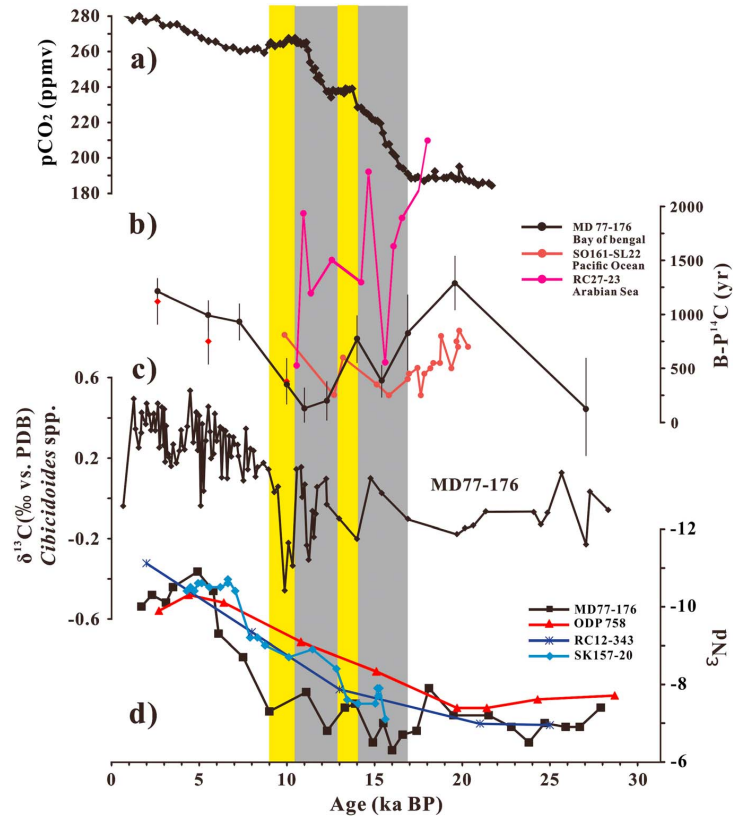 280
260
240
220
200
180
pCO₂ (ppmv)
a)
b)
MD 77-176
Bay of bengal
SO161-SL22
Pacific Ocean
RC27-23
Arabian Sea
2000
1500
1000
500
0
B-P¹⁴C (yr)
c)
0.6
0.2
-0.2
-0.6
δ¹³C(‰ vs. PDB)
Cibicidoides spp.
MD77-176
-12
-10
-8
-6
εNd
MD77-176
ODP 758
RC12-343
SK157-20
d)
0 5 10 15 20 25 30
Age (ka BP)